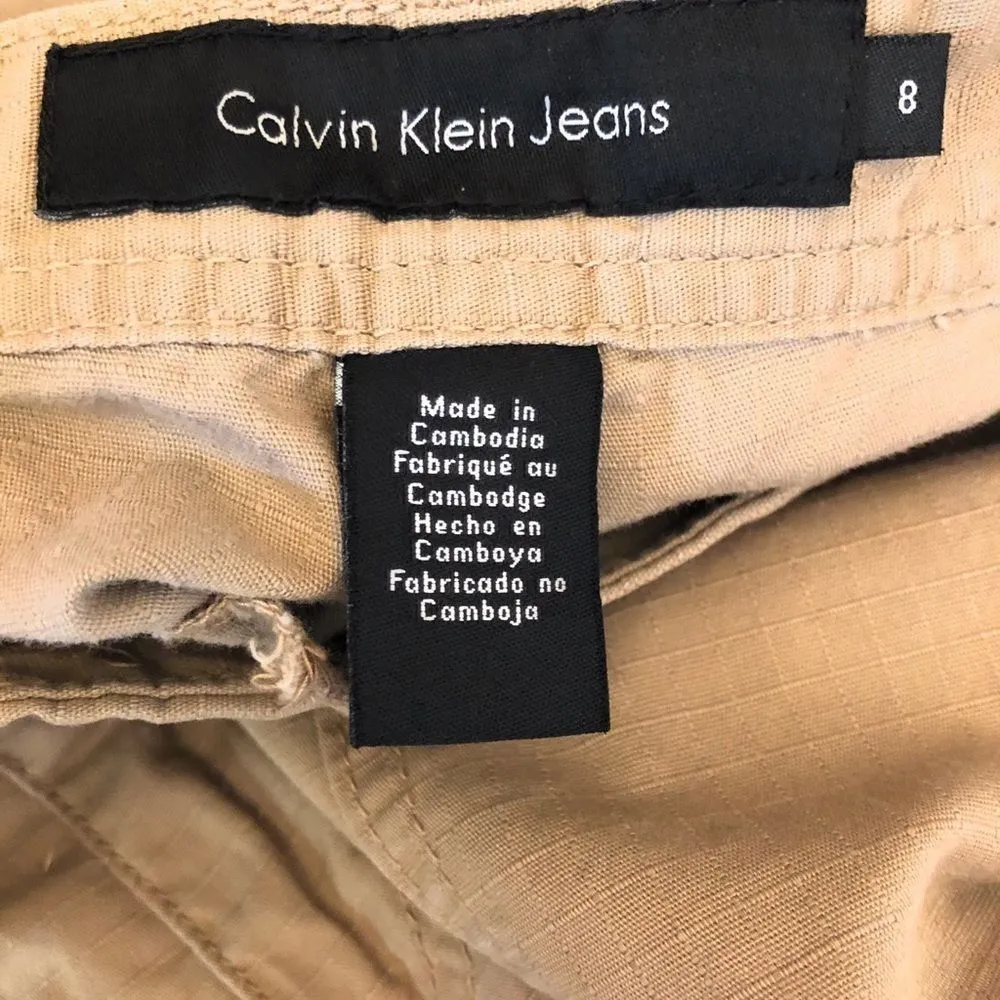 Calvin Klein Jeans
8
Made in
Cambodia
Fabriqué au
Cambodge
Hecho en
Camboya
Fabricado no
Camboja